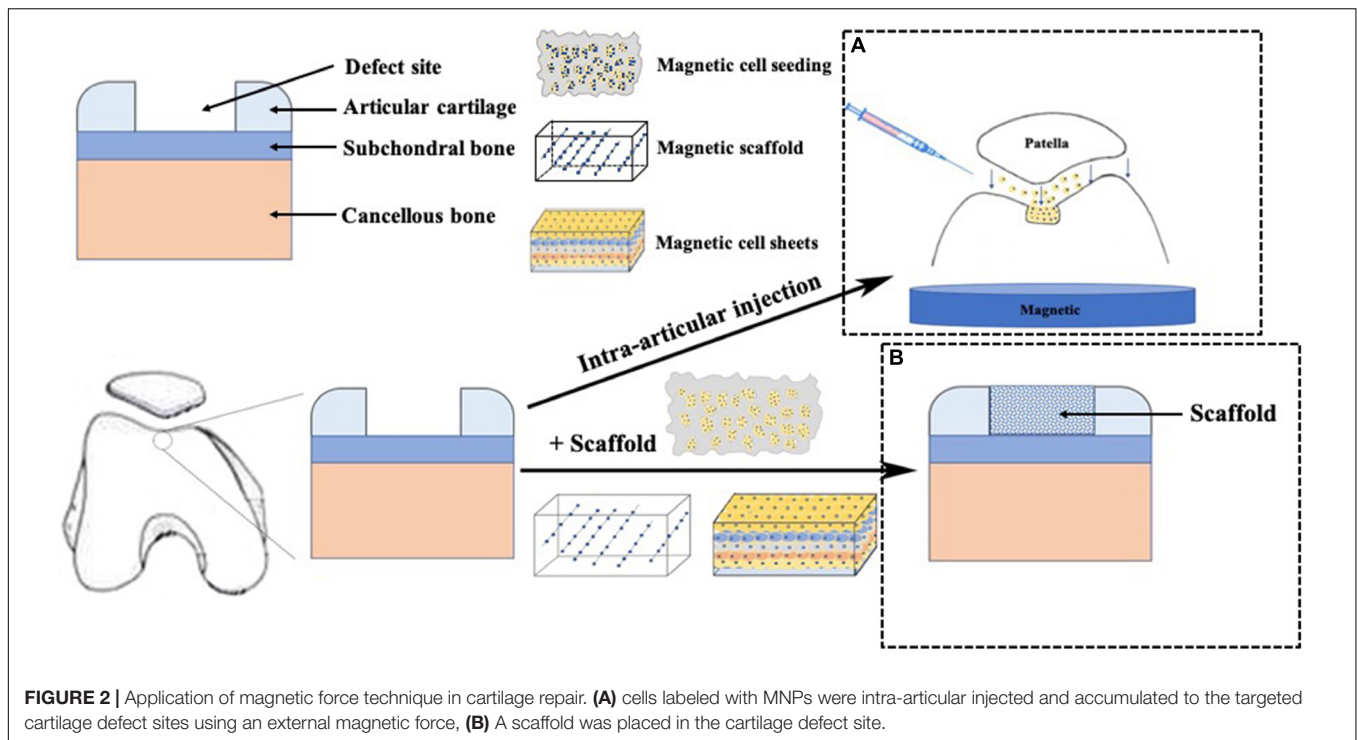 Defect site
Articular cartilage
Subchondral bone
Cancellous bone
Magnetic cell seeding
Magnetic scaffold
Magnetic cell sheets
A
Patella
Magnetic
Intra-articular injection
+ Scaffold
B
Scaffold
FIGURE 2 | Application of magnetic force technique in cartilage repair. (A) cells labeled with MNPs were intra-articular injected and accumulated to the targeted
cartilage defect sites using an external magnetic force, (B) A scaffold was placed in the cartilage defect site.